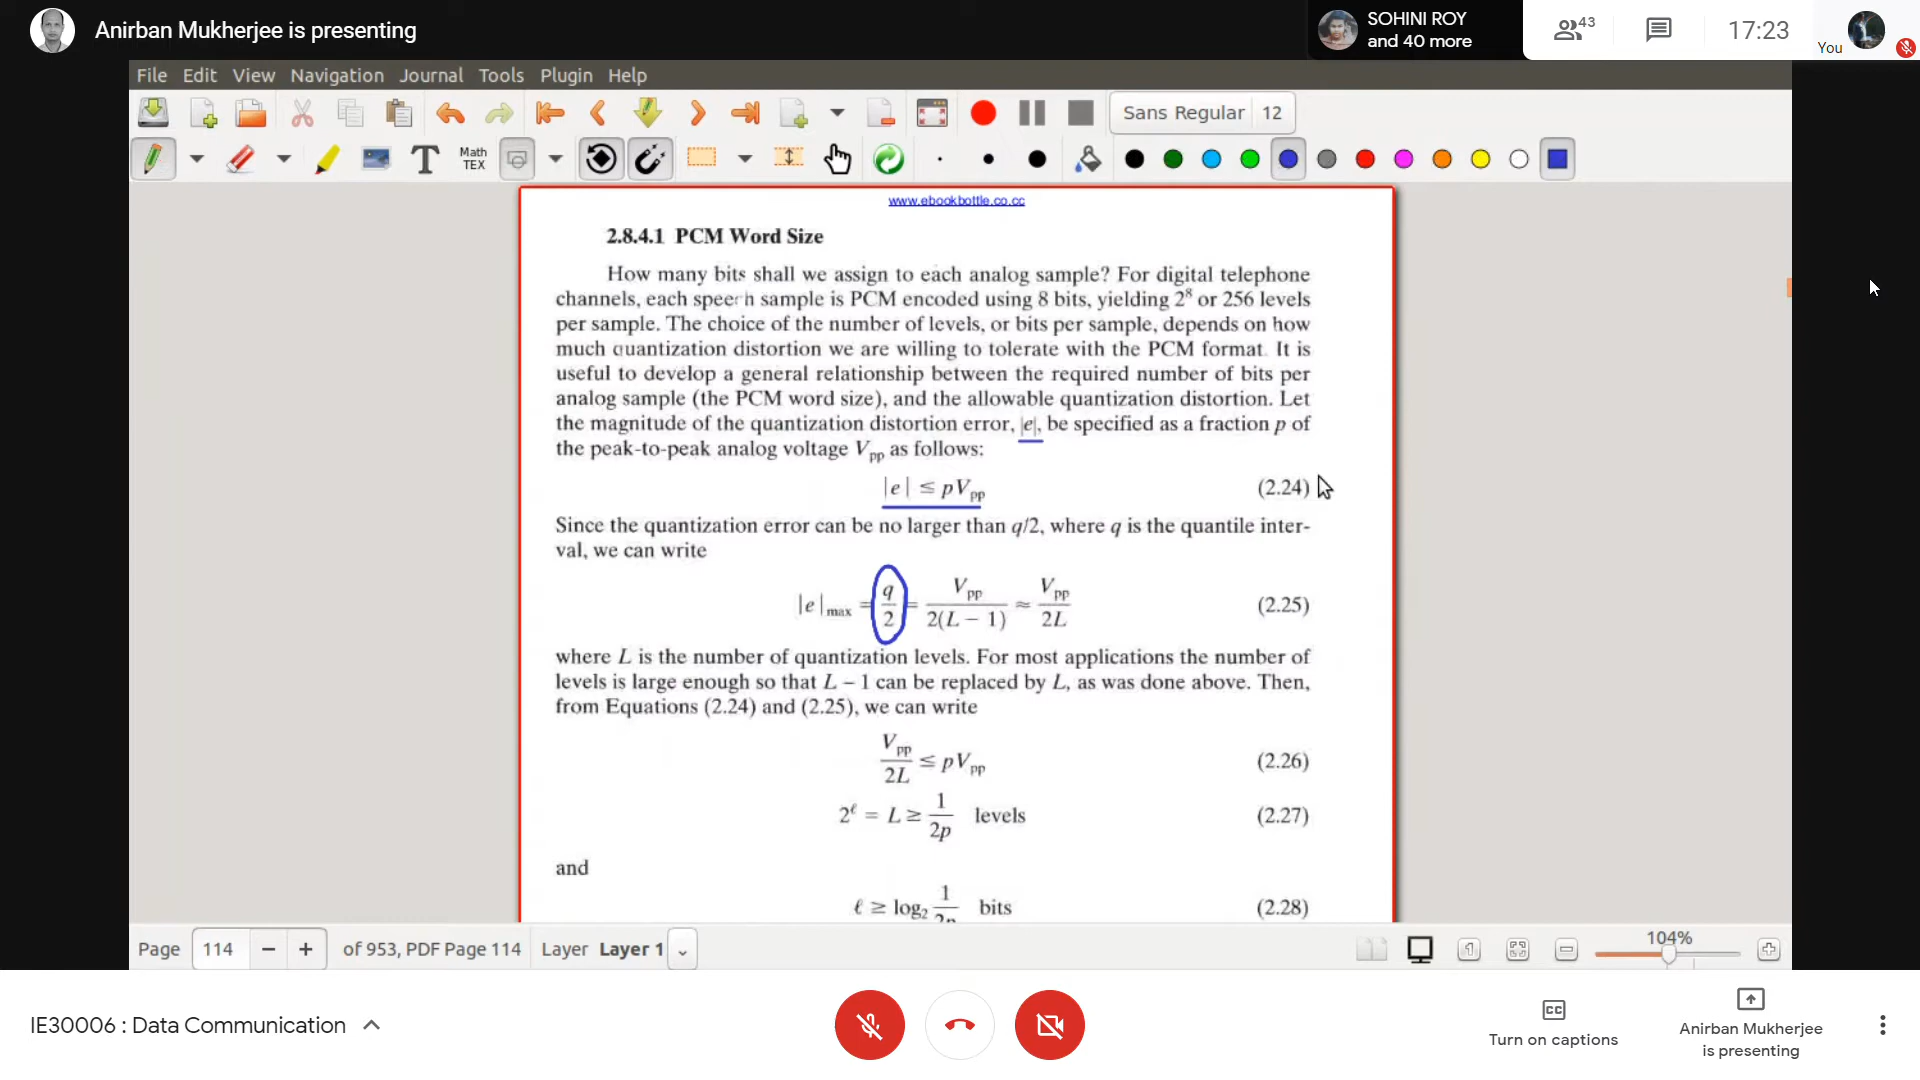 Anirban Mukherjee is presenting
SOHINI ROY
and 40 more
43
17:23
You
File Edit View Navigation Journal Tools Plugin Help
Sans Regular 12
Math
TEX
www.ebookbottle.co.cc
2.8.4.1 PCM Word Size
How many bits shall we assign to each analog sample? For digital telephone
channels, each speech sample is PCM encoded using 8 bits, yielding 2⁸ or 256 levels
per sample. The choice of the number of levels, or bits per sample, depends on how
much quantization distortion we are willing to tolerate with the PCM format. It is
useful to develop a general relationship between the required number of bits per
analog sample (the PCM word size), and the allowable quantization distortion. Let
the magnitude of the quantization distortion error, |e|, be specified as a fraction p of
the peak-to-peak analog voltage Vpp as follows:
|e| ≤ pVpp (2.24)
Since the quantization error can be no larger than q/2, where q is the quantile inter-
val, we can write
|e|max = q/2 = Vpp/2(L − 1) ≈ Vpp/2L (2.25)
where L is the number of quantization levels. For most applications the number of
levels is large enough so that L − 1 can be replaced by L, as was done above. Then,
from Equations (2.24) and (2.25), we can write
Vpp/2L ≤ pVpp (2.26)
2^ℓ = L ≥ 1/2p levels (2.27)
and
ℓ ≥ log₂ 1/2p bits (2.28)
Page 114 − + of 953, PDF Page 114 Layer Layer 1 104%
IE30006 : Data Communication
Turn on captions
Anirban Mukherjee
is presenting